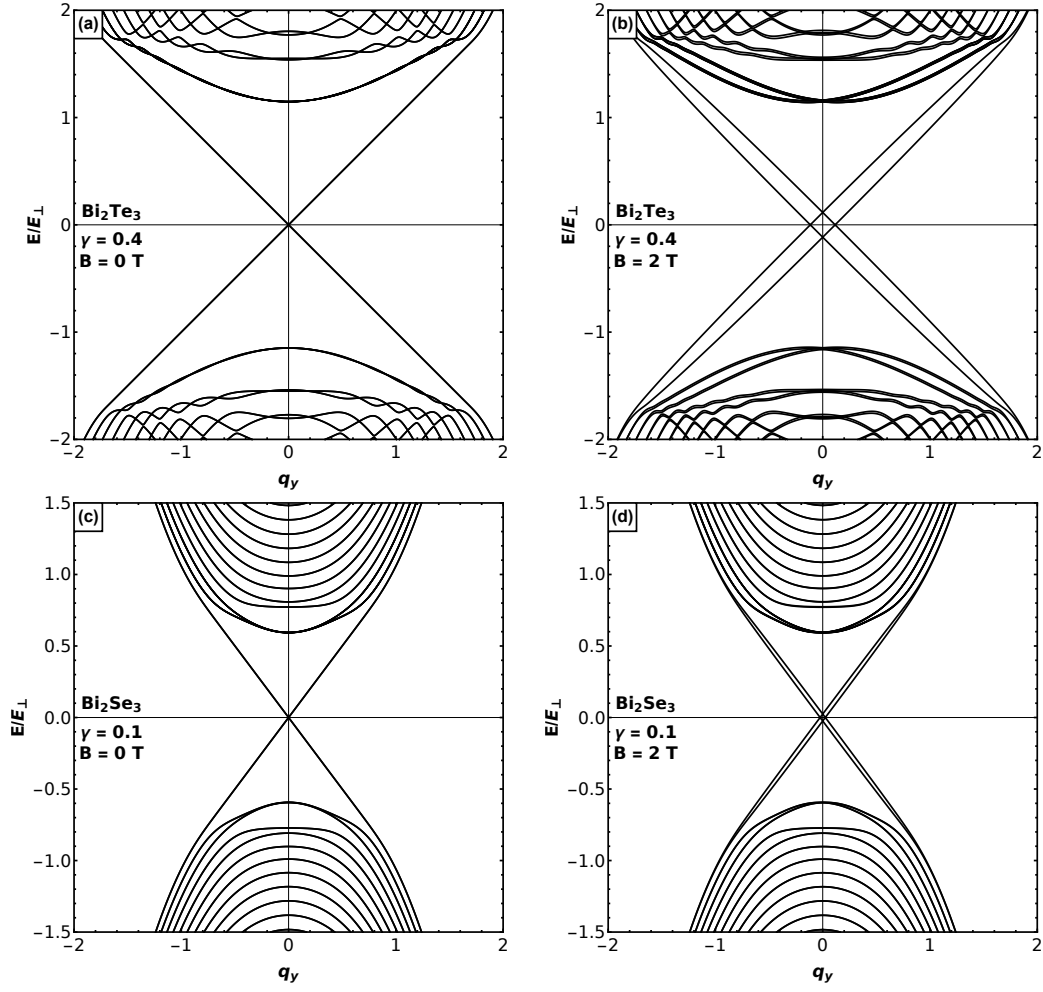 (a)
2
1
0
−1
−2
E/E⊥
Bi₂Te₃
γ = 0.4
B = 0 T
−2 −1 0 1 2
q_y
(b)
2
1
0
−1
−2
E/E⊥
Bi₂Te₃
γ = 0.4
B = 2 T
−2 −1 0 1 2
q_y
(c)
1.5
1.0
0.5
0.0
−0.5
−1.0
−1.5
E/E⊥
Bi₂Se₃
γ = 0.1
B = 0 T
−2 −1 0 1 2
q_y
(d)
1.5
1.0
0.5
0.0
−0.5
−1.0
−1.5
E/E⊥
Bi₂Se₃
γ = 0.1
B = 2 T
−2 −1 0 1 2
q_y